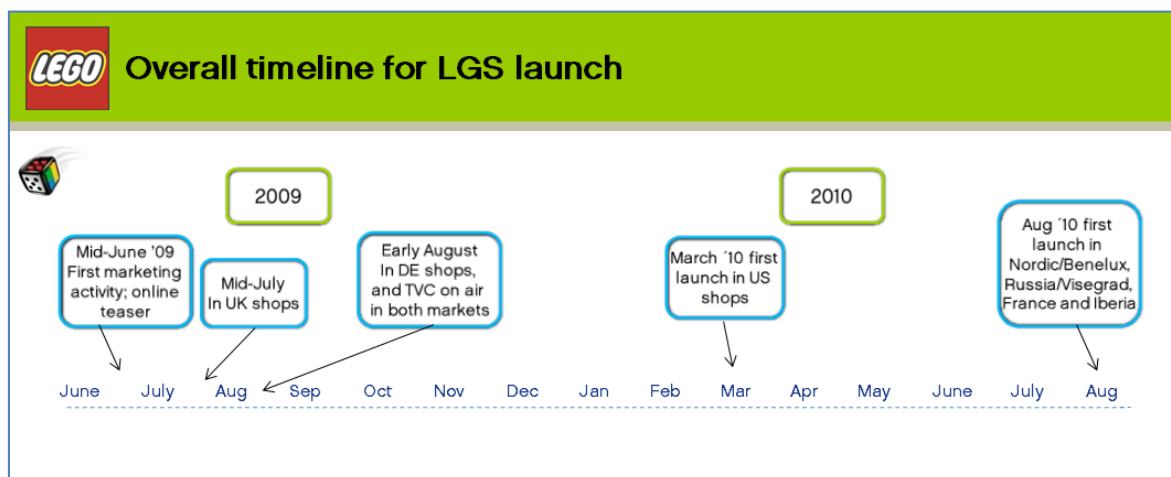 LEGO
Overall timeline for LGS launch
2009
2010
Mid-June '09
First marketing
activity; online
teaser
Mid-July
In UK shops
Early August
In DE shops,
and TVC on air
in both markets
March ´10 first
launch in US
shops
Aug ´10 first
launch in
Nordic/Benelux,
Russia/Visegrad,
France and Iberia
June July Aug Sep Oct Nov Dec Jan Feb Mar Apr May June July Aug